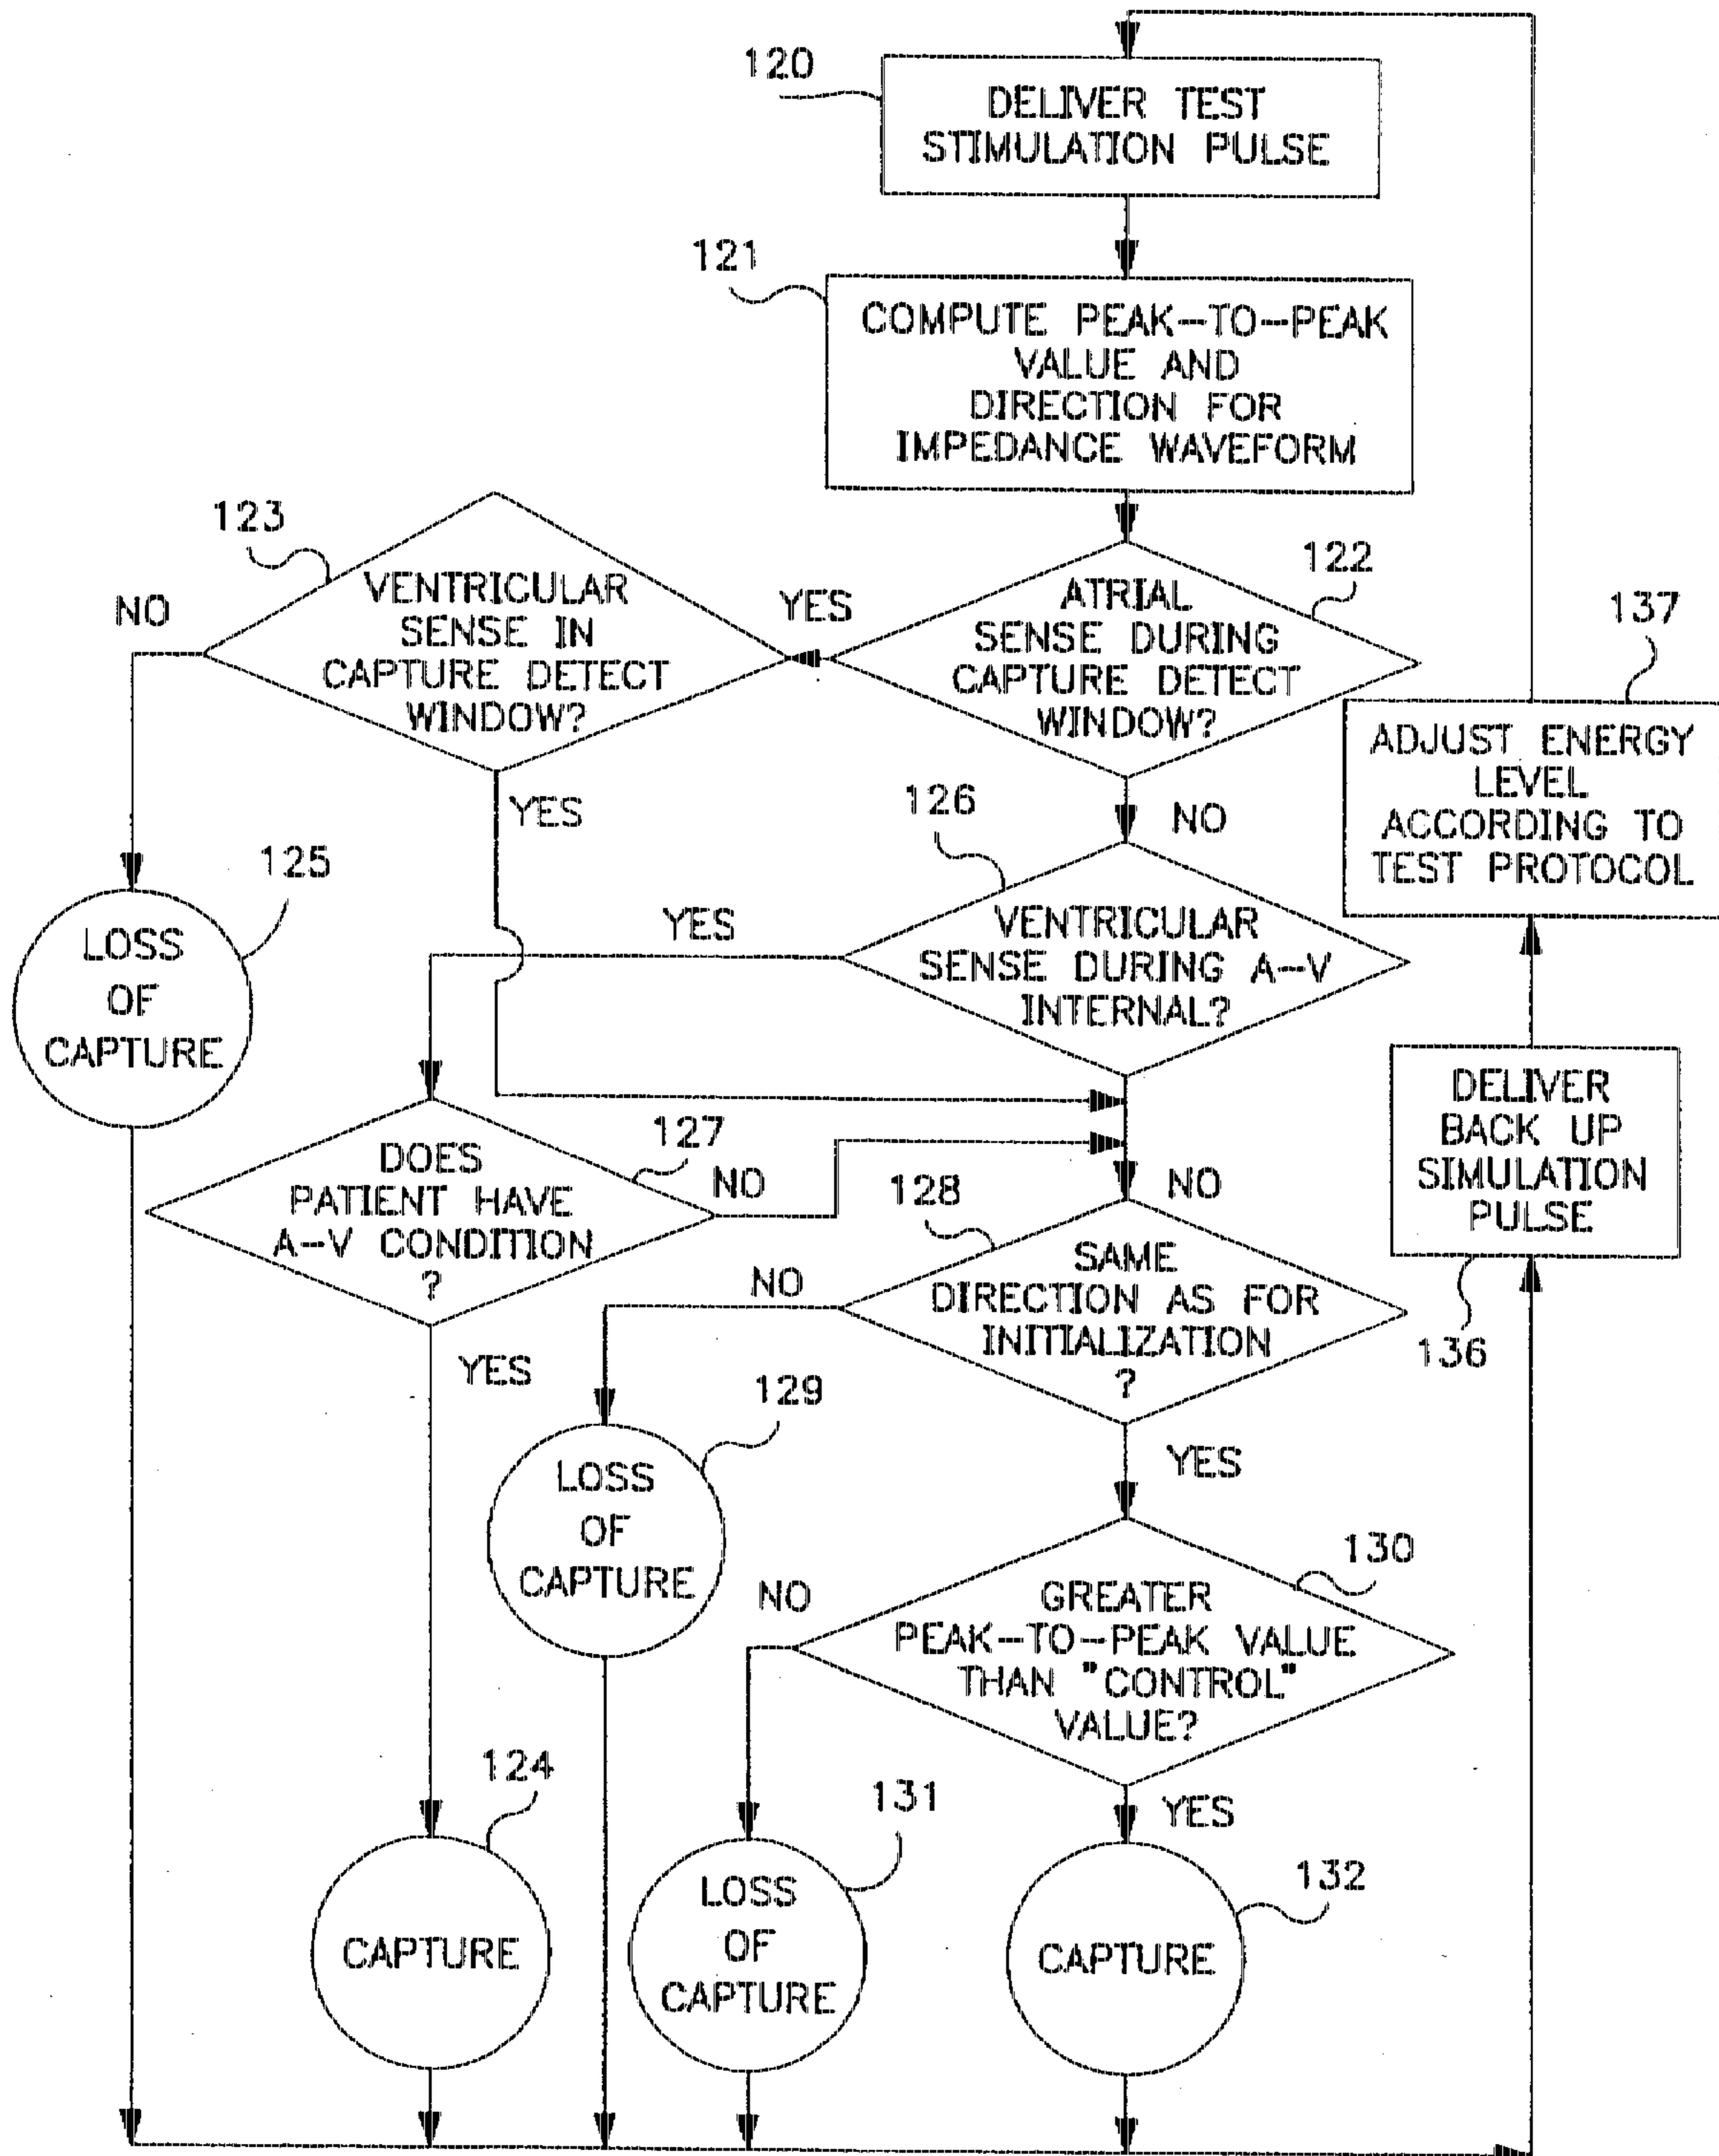 120
DELIVER TEST
STIMULATION PULSE
121
COMPUTE PEAK-TO-PEAK
VALUE AND
DIRECTION FOR
IMPEDANCE WAVEFORM
123
VENTRICULAR
SENSE IN
CAPTURE DETECT
WINDOW?
NO
YES
YES
122
ATRIAL
SENSE DURING
CAPTURE DETECT
WINDOW?
NO
137
ADJUST ENERGY
LEVEL
ACCORDING TO
TEST PROTOCOL
125
LOSS
OF
CAPTURE
126
YES
VENTRICULAR
SENSE DURING A-V
INTERNAL?
NO
127
DOES
PATIENT HAVE
A-V CONDITION
?
NO
YES
128
SAME
DIRECTION AS FOR
INITIALIZATION
?
NO
YES
DELIVER
BACK UP
SIMULATION
PULSE
136
129
LOSS
OF
CAPTURE
130
GREATER
PEAK-TO-PEAK VALUE
THAN "CONTROL"
VALUE?
NO
YES
124
CAPTURE
131
LOSS
OF
CAPTURE
132
CAPTURE